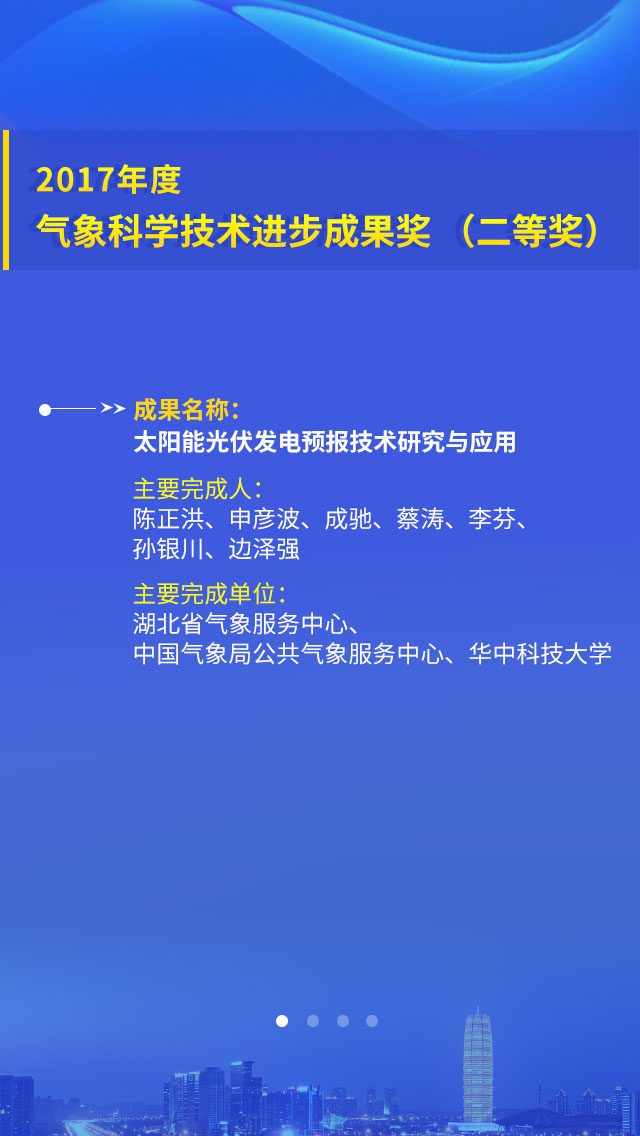 2017年度
气象科学技术进步成果奖（二等奖）
成果名称：
太阳能光伏发电预报技术研究与应用
主要完成人：
陈正洪、申彦波、成驰、蔡涛、李芬、
孙银川、边泽强
主要完成单位：
湖北省气象服务中心、
中国气象局公共气象服务中心、华中科技大学